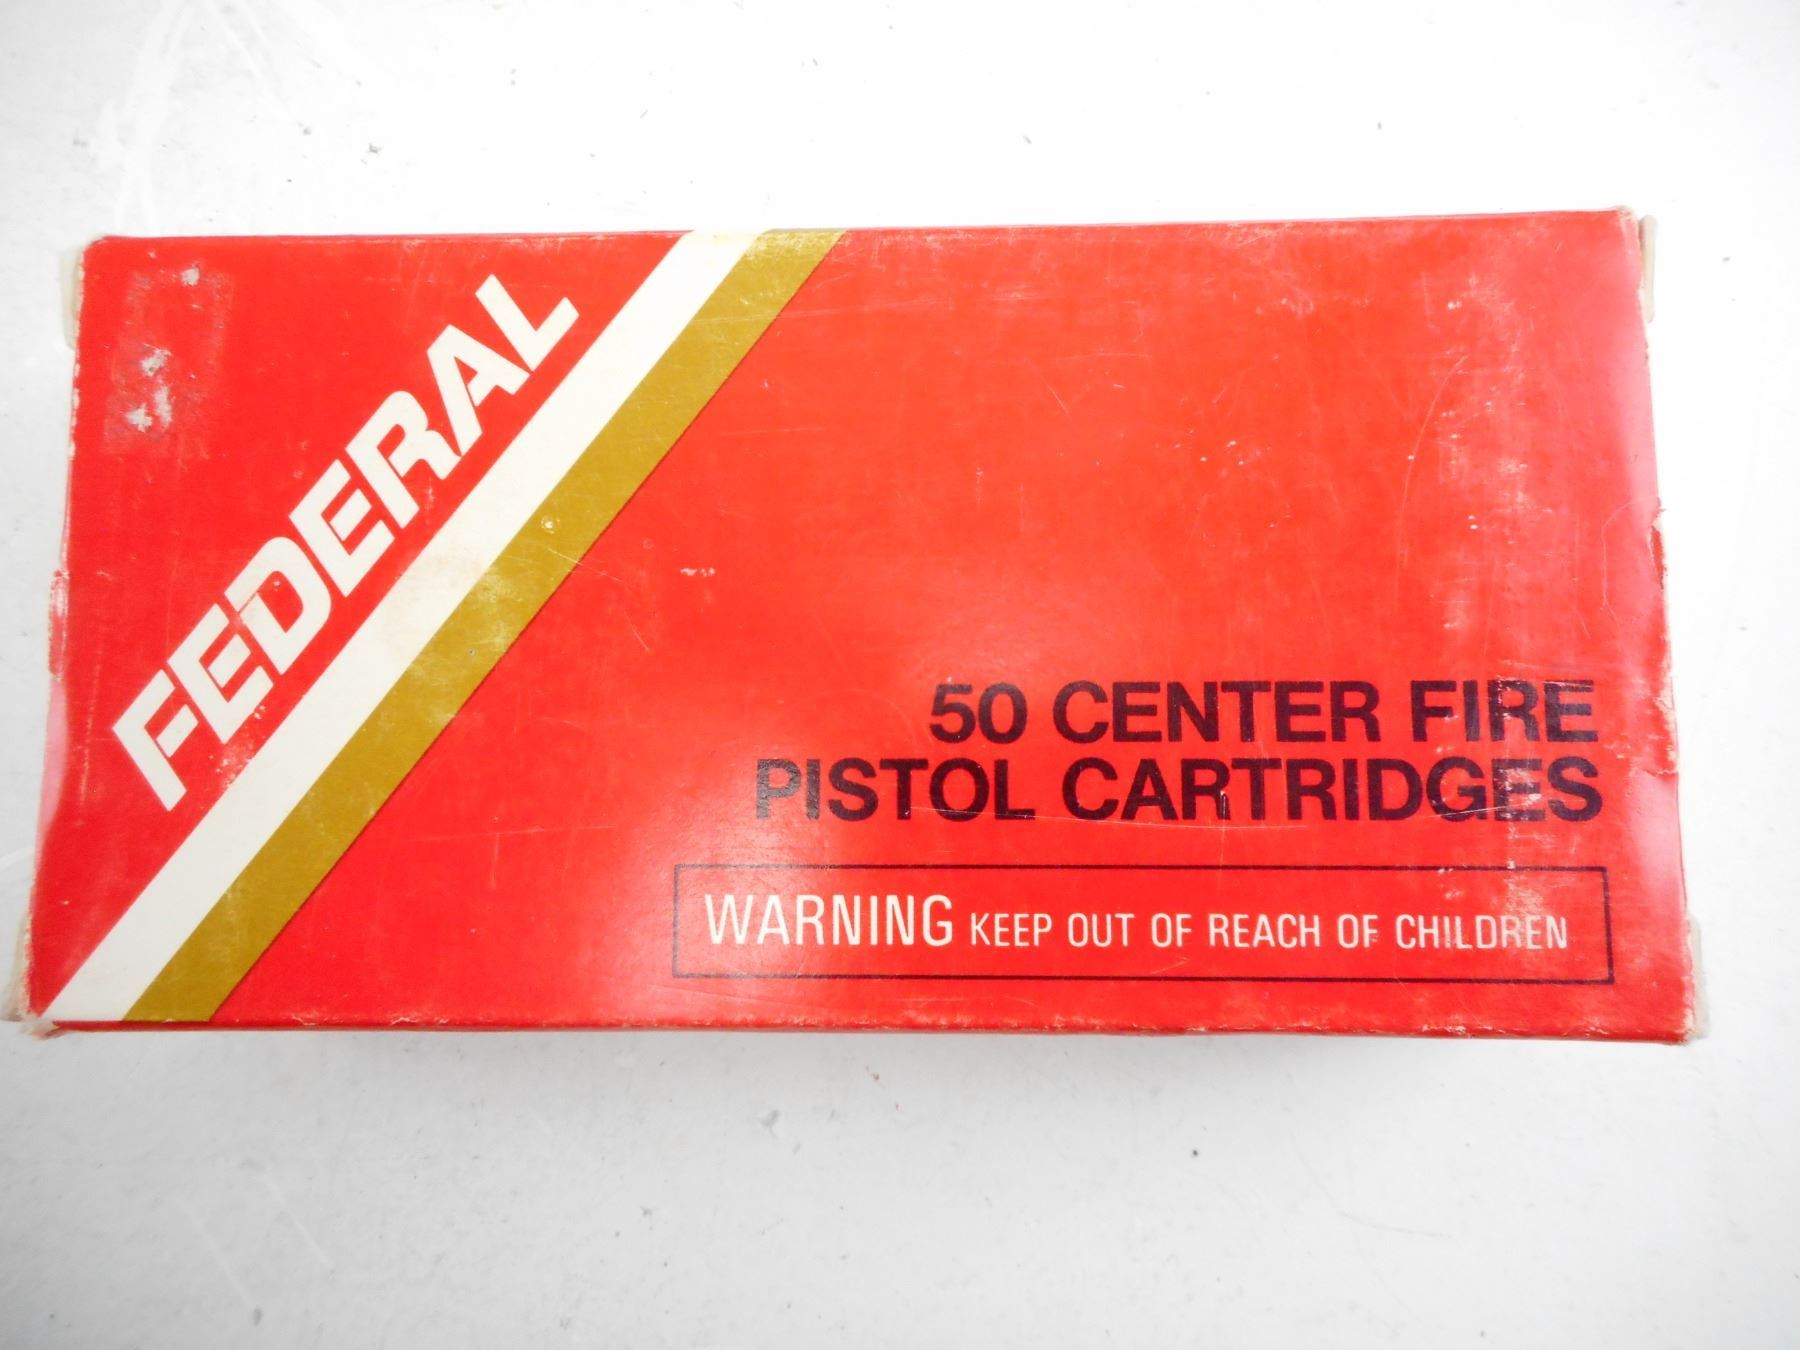 FEDERAL
50 CENTER FIRE
PISTOL CARTRIDGES
WARNING KEEP OUT OF REACH OF CHILDREN